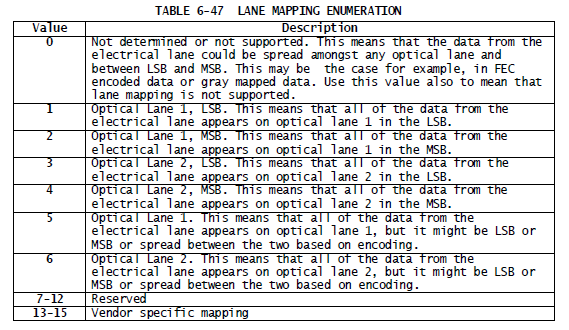 TABLE 6-47 LANE MAPPING ENUMERATION
Value Description
0 Not determined or not supported. This means that the data from the
electrical lane could be spread amongst any optical lane and
between LSB and MSB. This may be the case for example, in FEC
encoded data or gray mapped data. Use this value also to mean that
lane mapping is not supported.
1 Optical Lane 1, LSB. This means that all of the data from the
electrical lane appears on optical lane 1 in the LSB.
2 Optical Lane 1, MSB. This means that all of the data from the
electrical lane appears on optical lane 1 in the MSB.
3 Optical Lane 2, LSB. This means that all of the data from the
electrical lane appears on optical lane 2 in the LSB.
4 Optical Lane 2, MSB. This means that all of the data from the
electrical lane appears on optical lane 2 in the MSB.
5 Optical Lane 1. This means that all of the data from the
electrical lane appears on optical lane 1, but it might be LSB or
MSB or spread between the two based on encoding.
6 Optical Lane 2. This means that all of the data from the
electrical lane appears on optical lane 2, but it might be LSB or
MSB or spread between the two based on encoding.
7-12 Reserved
13-15 Vendor specific mapping